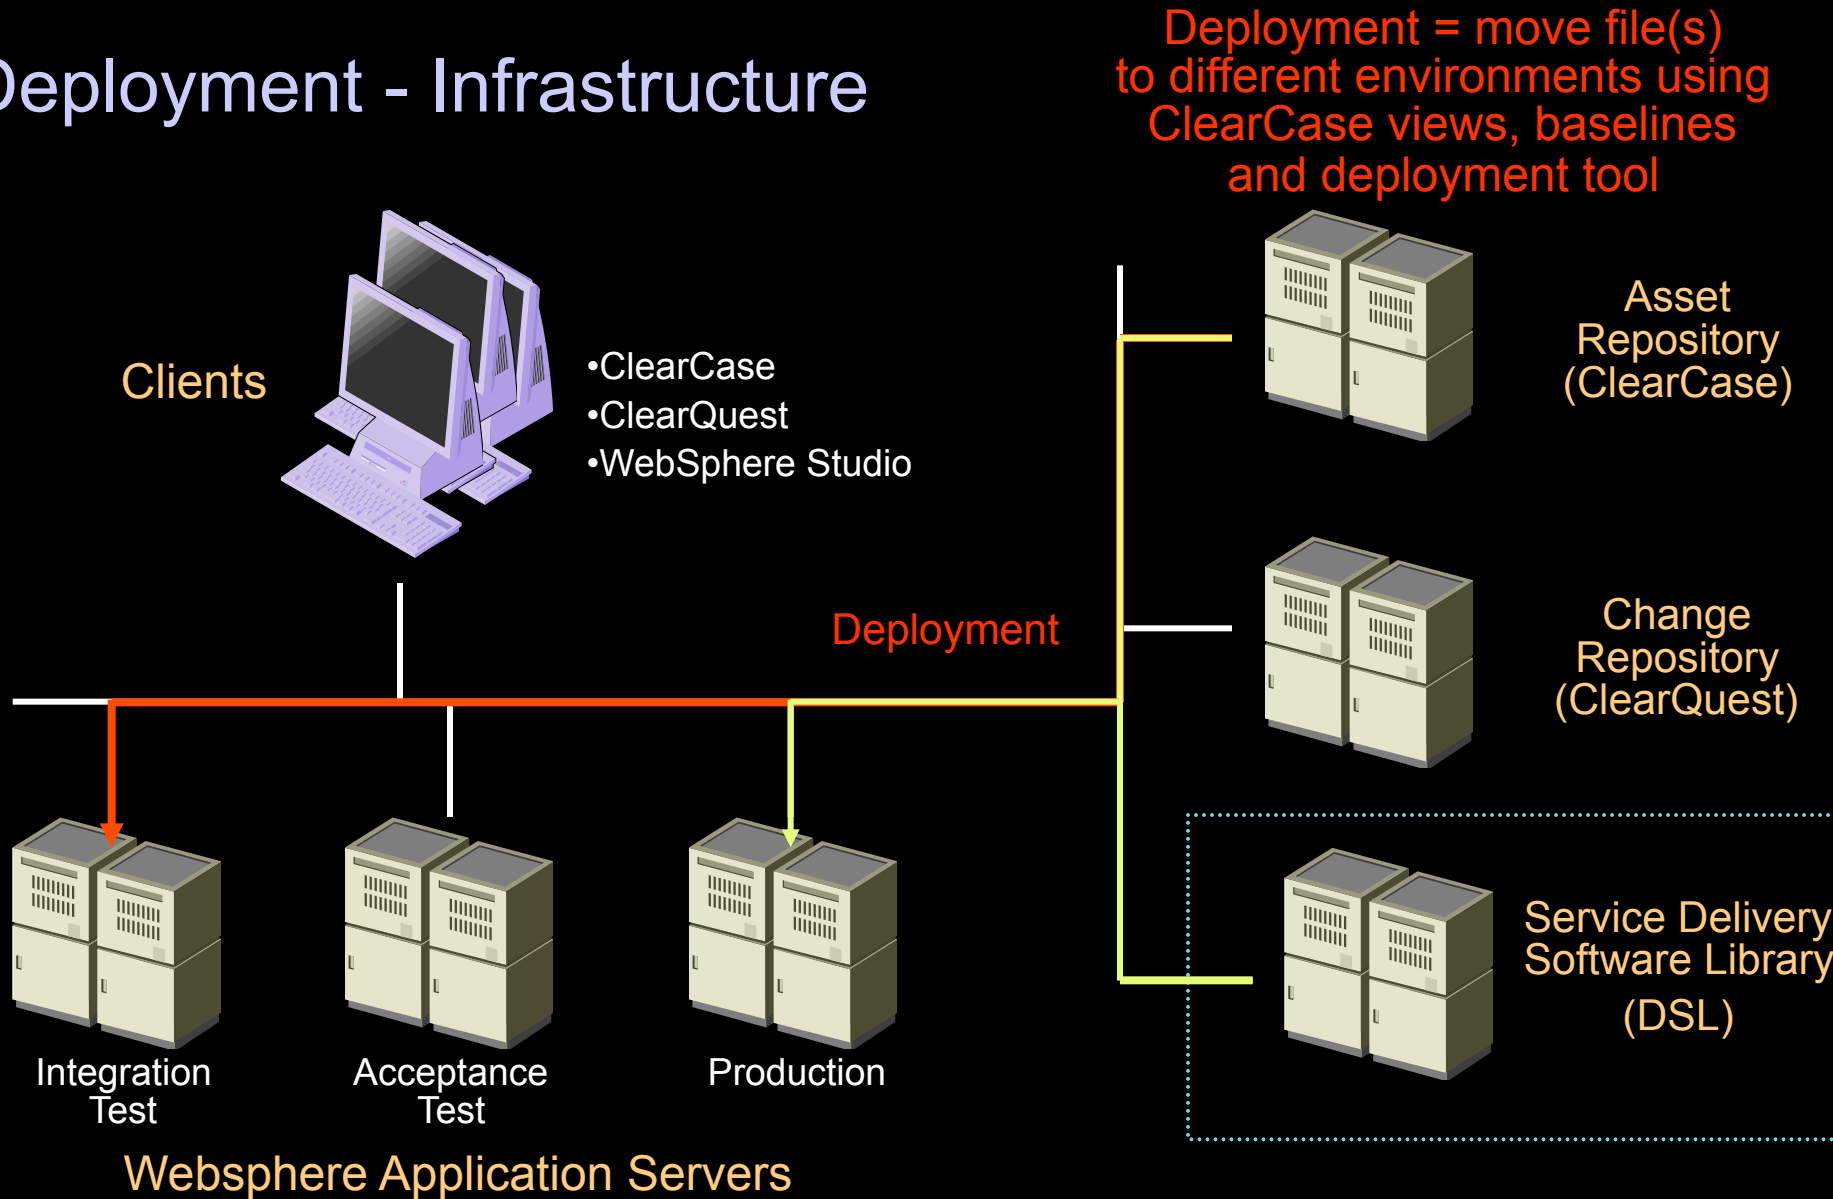 Deployment - Infrastructure
Deployment = move file(s)
to different environments using
ClearCase views, baselines
and deployment tool
Clients
•ClearCase
•ClearQuest
•WebSphere Studio
Asset
Repository
(ClearCase)
Deployment
Change
Repository
(ClearQuest)
Service Delivery
Software Library
(DSL)
Integration
Test
Acceptance
Test
Production
Websphere Application Servers